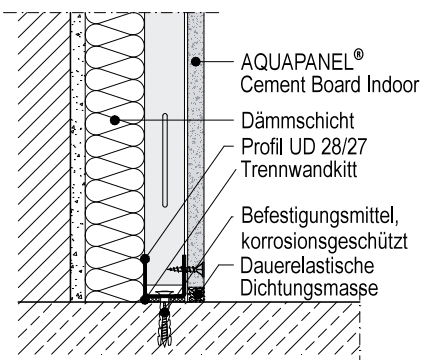 AQUAPANEL®
Cement Board Indoor
Dämmschicht
Profil UD 28/27
Trennwandkitt
Befestigungsmittel,
korrosionsgeschützt
Dauerelastische
Dichtungsmasse